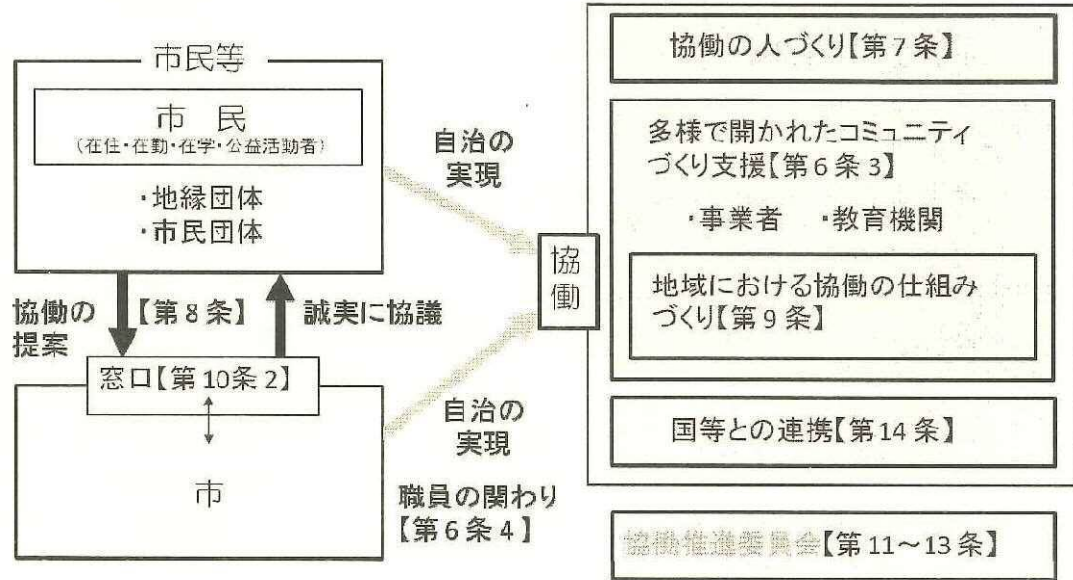 市民等
市民
（在住・在勤・在学・公益活動者）
・地縁団体
・市民団体
協働の
提案
【第8条】
誠実に協議
窓口【第10条2】
市
自治の
実現
自治の
実現
職員の関わり
【第6条4】
協働
協働の人づくり【第7条】
多様で開かれたコミュニティ
づくり支援【第6条3】
・事業者　・教育機関
地域における協働の仕組み
づくり【第9条】
国等との連携【第14条】
協働推進委員会【第11～13条】